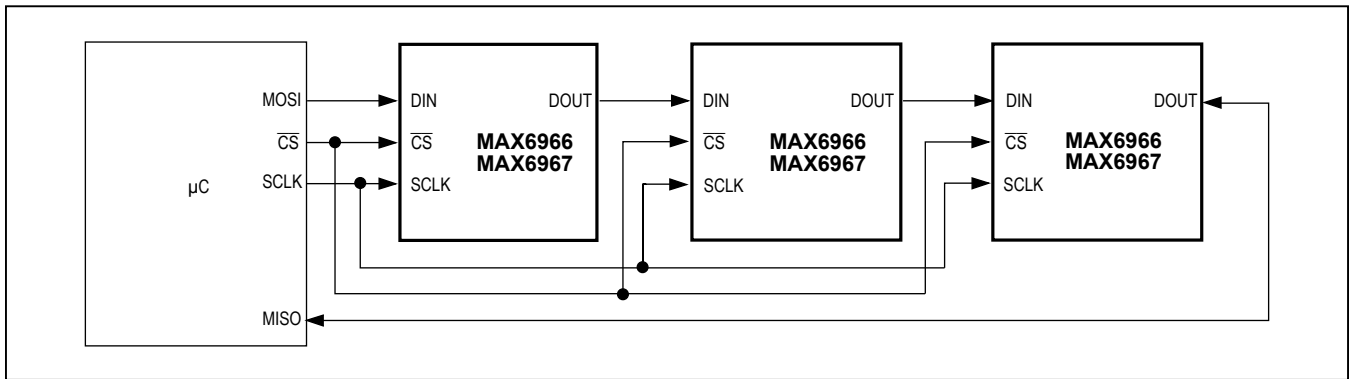 µC
MOSI
CS
SCLK
MISO
DIN
CS
SCLK
DOUT
MAX6966
MAX6967
DIN
CS
SCLK
DOUT
MAX6966
MAX6967
DIN
CS
SCLK
DOUT
MAX6966
MAX6967